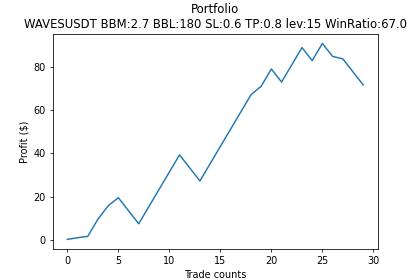 Portfolio
WAVESUSDT BBM:2.7 BBL:180 SL:0.6 TP:0.8 lev:15 WinRatio:67.0
80
60
40
20
0
Profit ($)
0 5 10 15 20 25 30
Trade counts